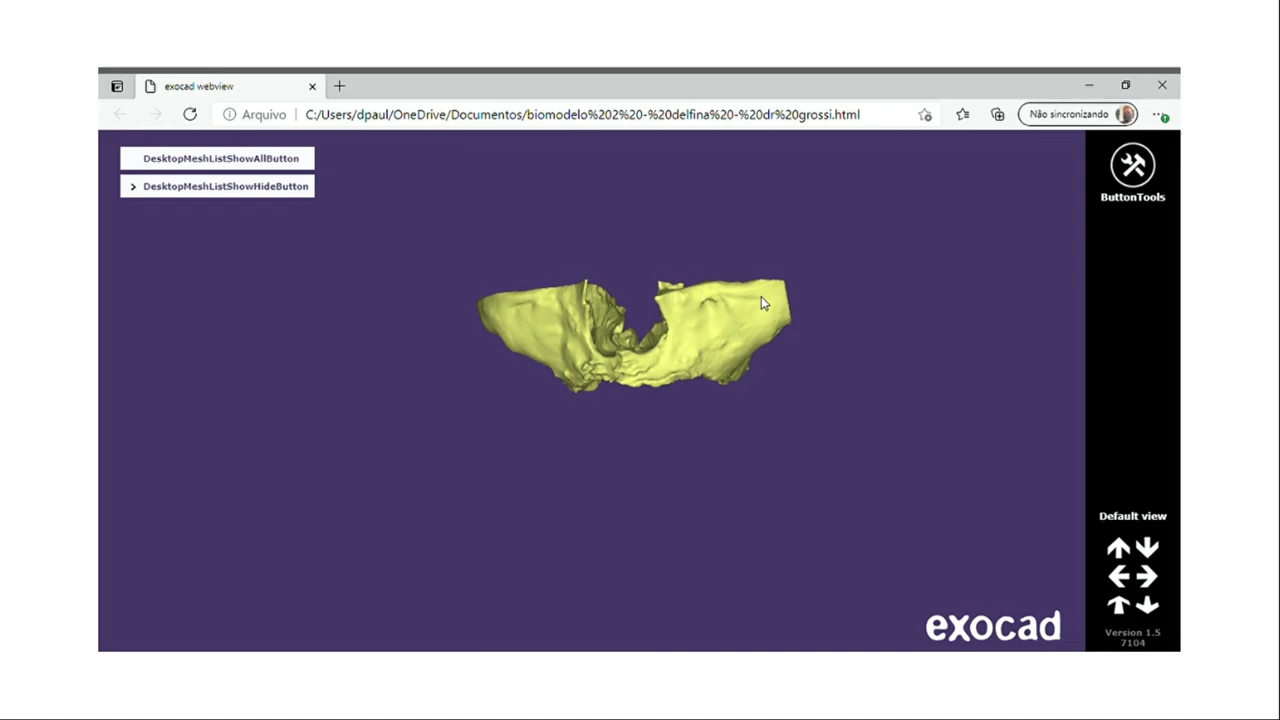 exocad webview
Arquivo
C:/Users/dpaul/OneDrive/Documentos/biomodelo%202%20-%20delfina%20-%20dr%20grossi.html
Não sincronizando
DesktopMeshListShowAllButton
DesktopMeshListShowHideButton
ButtonTools
Default view
exocad
Version 1.5
7104